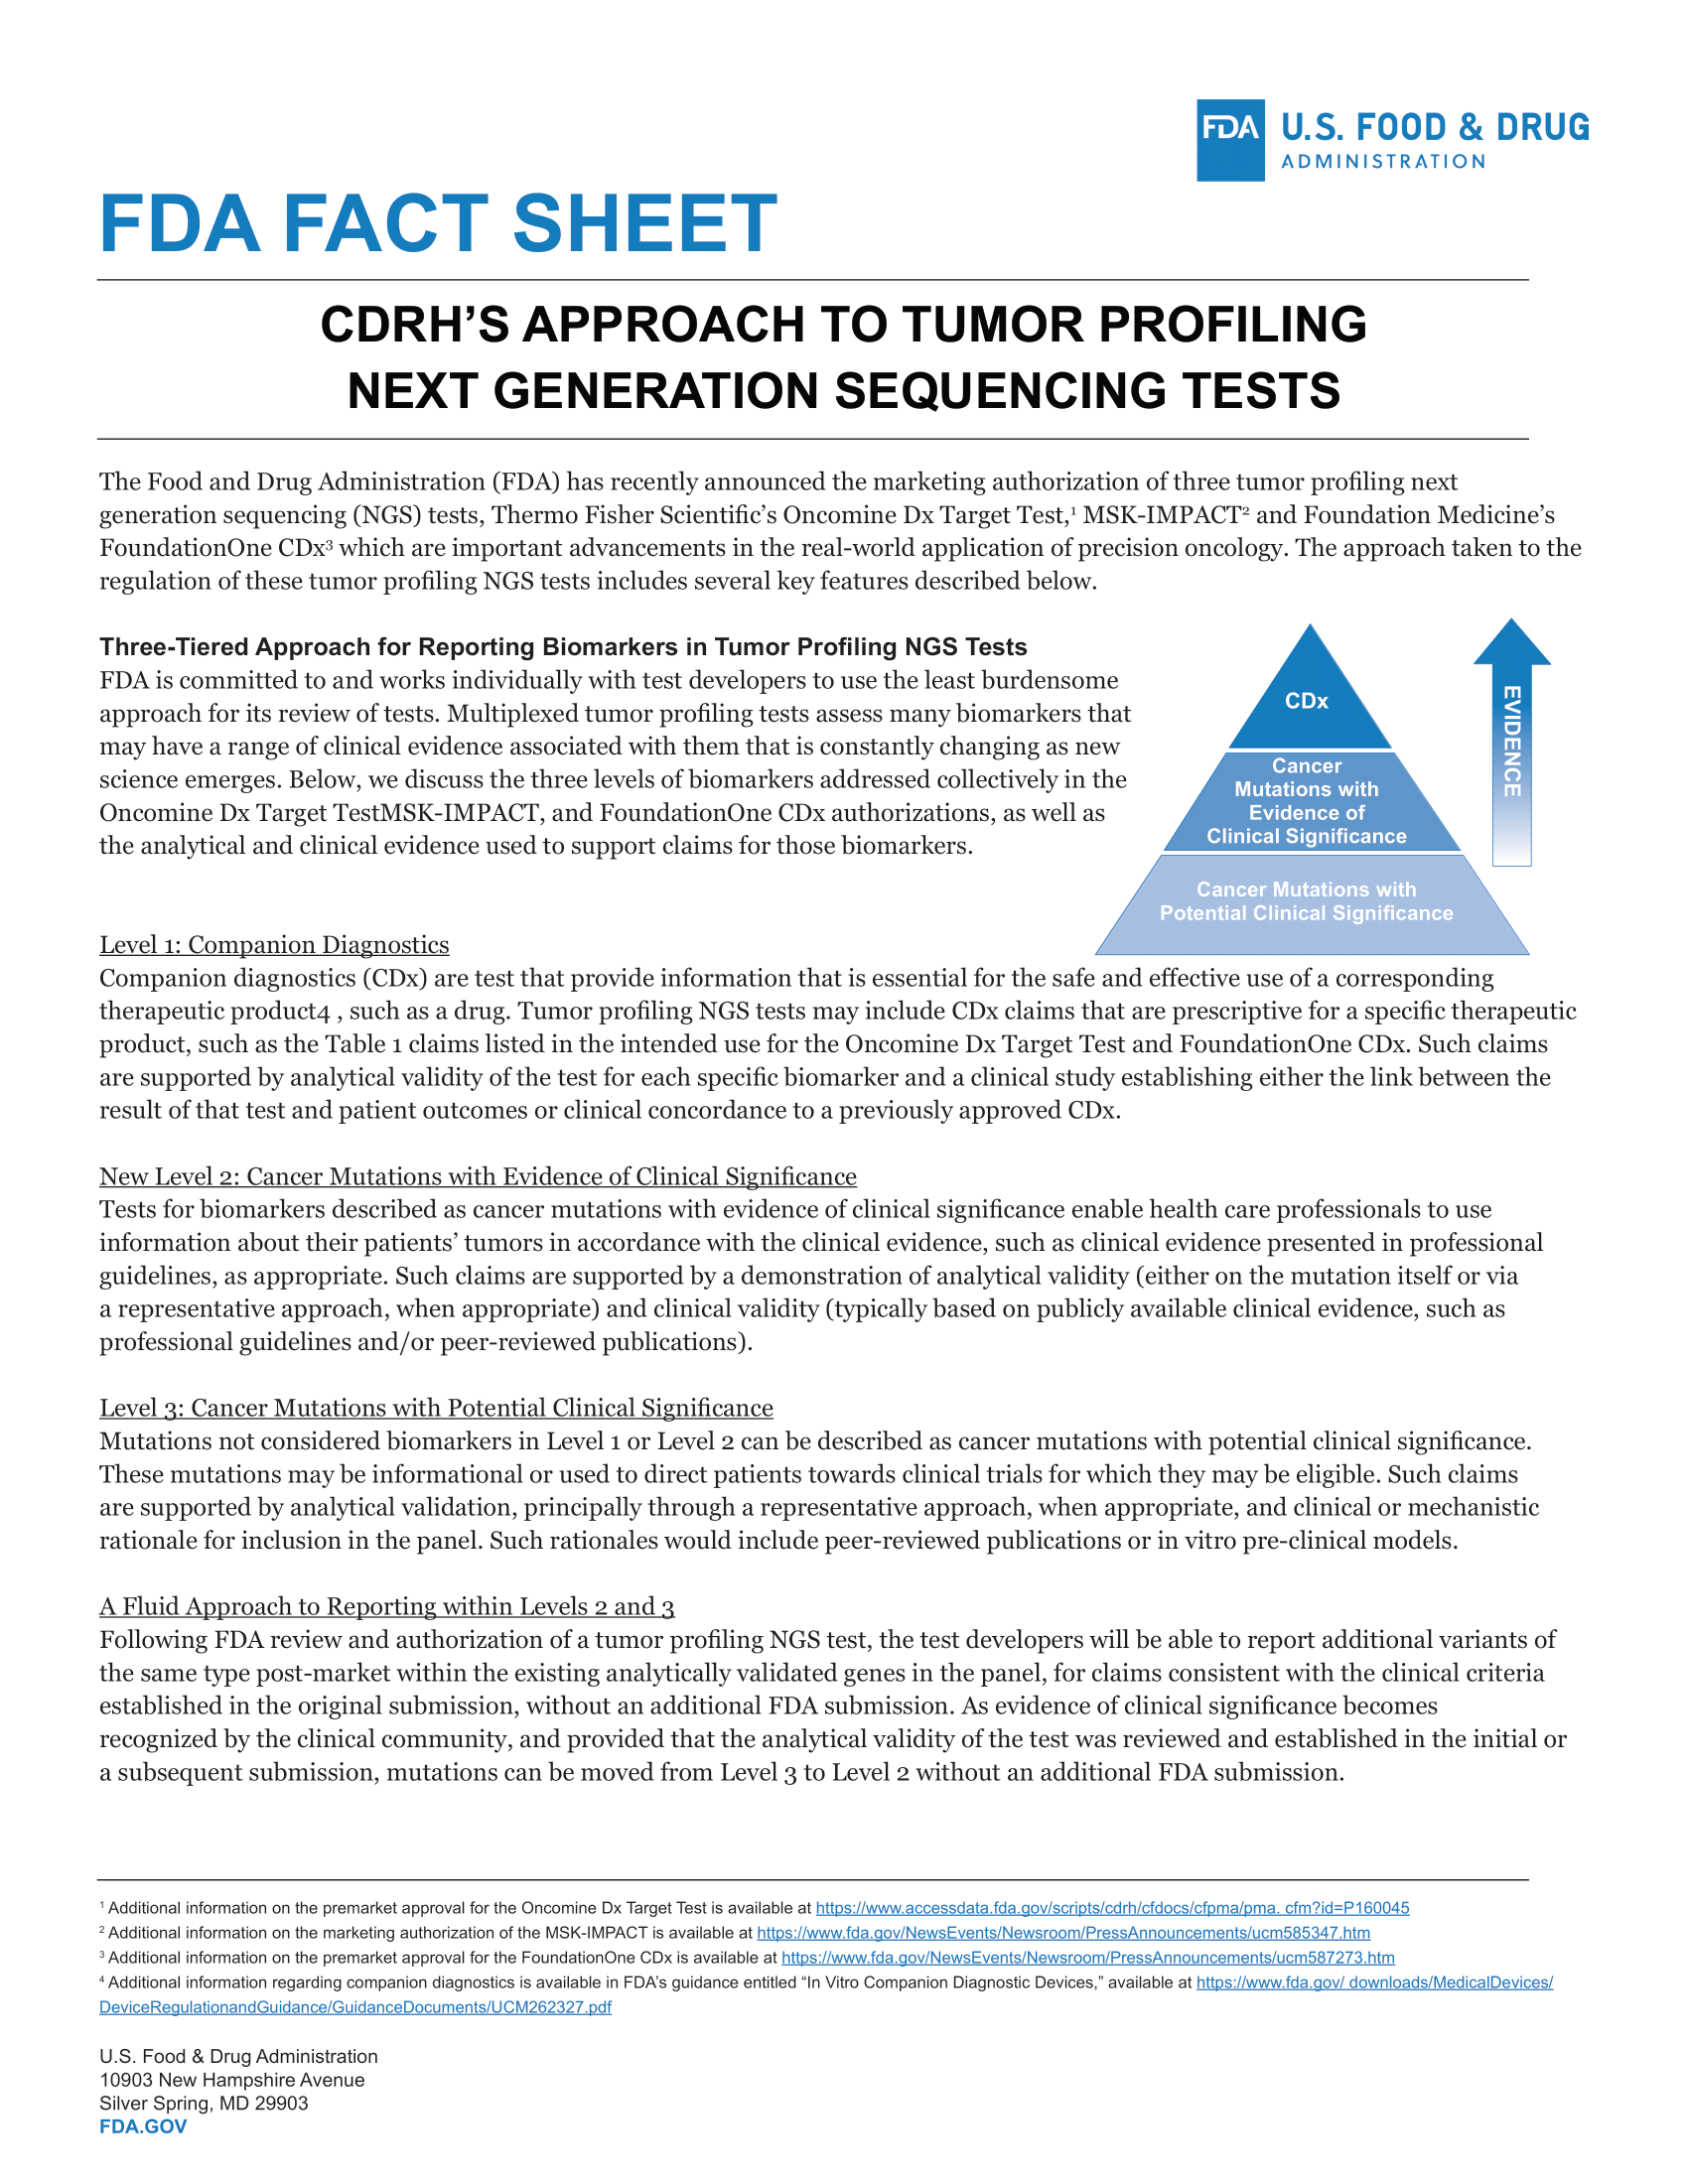 FDA U.S. FOOD & DRUG
ADMINISTRATION
FDA FACT SHEET
CDRH’S APPROACH TO TUMOR PROFILING
NEXT GENERATION SEQUENCING TESTS
The Food and Drug Administration (FDA) has recently announced the marketing authorization of three tumor profiling next
generation sequencing (NGS) tests, Thermo Fisher Scientific’s Oncomine Dx Target Test,¹ MSK-IMPACT² and Foundation Medicine’s
FoundationOne CDx³ which are important advancements in the real-world application of precision oncology. The approach taken to the
regulation of these tumor profiling NGS tests includes several key features described below.
Three-Tiered Approach for Reporting Biomarkers in Tumor Profiling NGS Tests
FDA is committed to and works individually with test developers to use the least burdensome
approach for its review of tests. Multiplexed tumor profiling tests assess many biomarkers that
may have a range of clinical evidence associated with them that is constantly changing as new
science emerges. Below, we discuss the three levels of biomarkers addressed collectively in the
Oncomine Dx Target TestMSK-IMPACT, and FoundationOne CDx authorizations, as well as
the analytical and clinical evidence used to support claims for those biomarkers.
CDx
Cancer
Mutations with
Evidence of
Clinical Significance
Cancer Mutations with
Potential Clinical Significance
EVIDENCE
Level 1: Companion Diagnostics
Companion diagnostics (CDx) are test that provide information that is essential for the safe and effective use of a corresponding
therapeutic product4 , such as a drug. Tumor profiling NGS tests may include CDx claims that are prescriptive for a specific therapeutic
product, such as the Table 1 claims listed in the intended use for the Oncomine Dx Target Test and FoundationOne CDx. Such claims
are supported by analytical validity of the test for each specific biomarker and a clinical study establishing either the link between the
result of that test and patient outcomes or clinical concordance to a previously approved CDx.
New Level 2: Cancer Mutations with Evidence of Clinical Significance
Tests for biomarkers described as cancer mutations with evidence of clinical significance enable health care professionals to use
information about their patients’ tumors in accordance with the clinical evidence, such as clinical evidence presented in professional
guidelines, as appropriate. Such claims are supported by a demonstration of analytical validity (either on the mutation itself or via
a representative approach, when appropriate) and clinical validity (typically based on publicly available clinical evidence, such as
professional guidelines and/or peer-reviewed publications).
Level 3: Cancer Mutations with Potential Clinical Significance
Mutations not considered biomarkers in Level 1 or Level 2 can be described as cancer mutations with potential clinical significance.
These mutations may be informational or used to direct patients towards clinical trials for which they may be eligible. Such claims
are supported by analytical validation, principally through a representative approach, when appropriate, and clinical or mechanistic
rationale for inclusion in the panel. Such rationales would include peer-reviewed publications or in vitro pre-clinical models.
A Fluid Approach to Reporting within Levels 2 and 3
Following FDA review and authorization of a tumor profiling NGS test, the test developers will be able to report additional variants of
the same type post-market within the existing analytically validated genes in the panel, for claims consistent with the clinical criteria
established in the original submission, without an additional FDA submission. As evidence of clinical significance becomes
recognized by the clinical community, and provided that the analytical validity of the test was reviewed and established in the initial or
a subsequent submission, mutations can be moved from Level 3 to Level 2 without an additional FDA submission.
¹ Additional information on the premarket approval for the Oncomine Dx Target Test is available at https://www.accessdata.fda.gov/scripts/cdrh/cfdocs/cfpma/pma. cfm?id=P160045
² Additional information on the marketing authorization of the MSK-IMPACT is available at https://www.fda.gov/NewsEvents/Newsroom/PressAnnouncements/ucm585347.htm
³ Additional information on the premarket approval for the FoundationOne CDx is available at https://www.fda.gov/NewsEvents/Newsroom/PressAnnouncements/ucm587273.htm
⁴ Additional information regarding companion diagnostics is available in FDA’s guidance entitled “In Vitro Companion Diagnostic Devices,” available at https://www.fda.gov/ downloads/MedicalDevices/
DeviceRegulationandGuidance/GuidanceDocuments/UCM262327.pdf
U.S. Food & Drug Administration
10903 New Hampshire Avenue
Silver Spring, MD 29903
FDA.GOV